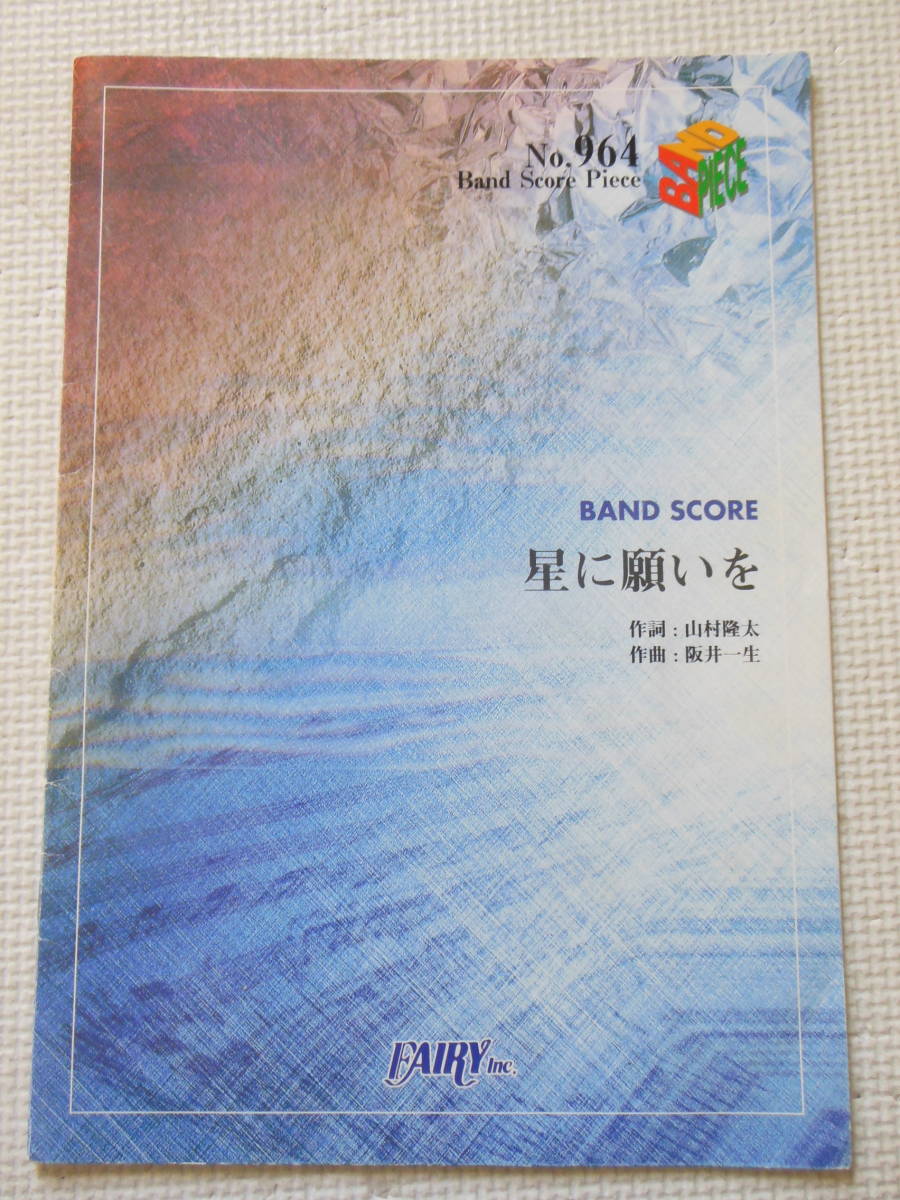 No.964
Band Score Piece
BAND PIECE
BAND SCORE
星に願いを
作詞：山村隆太
作曲：阪井一生
FAIRY Inc.